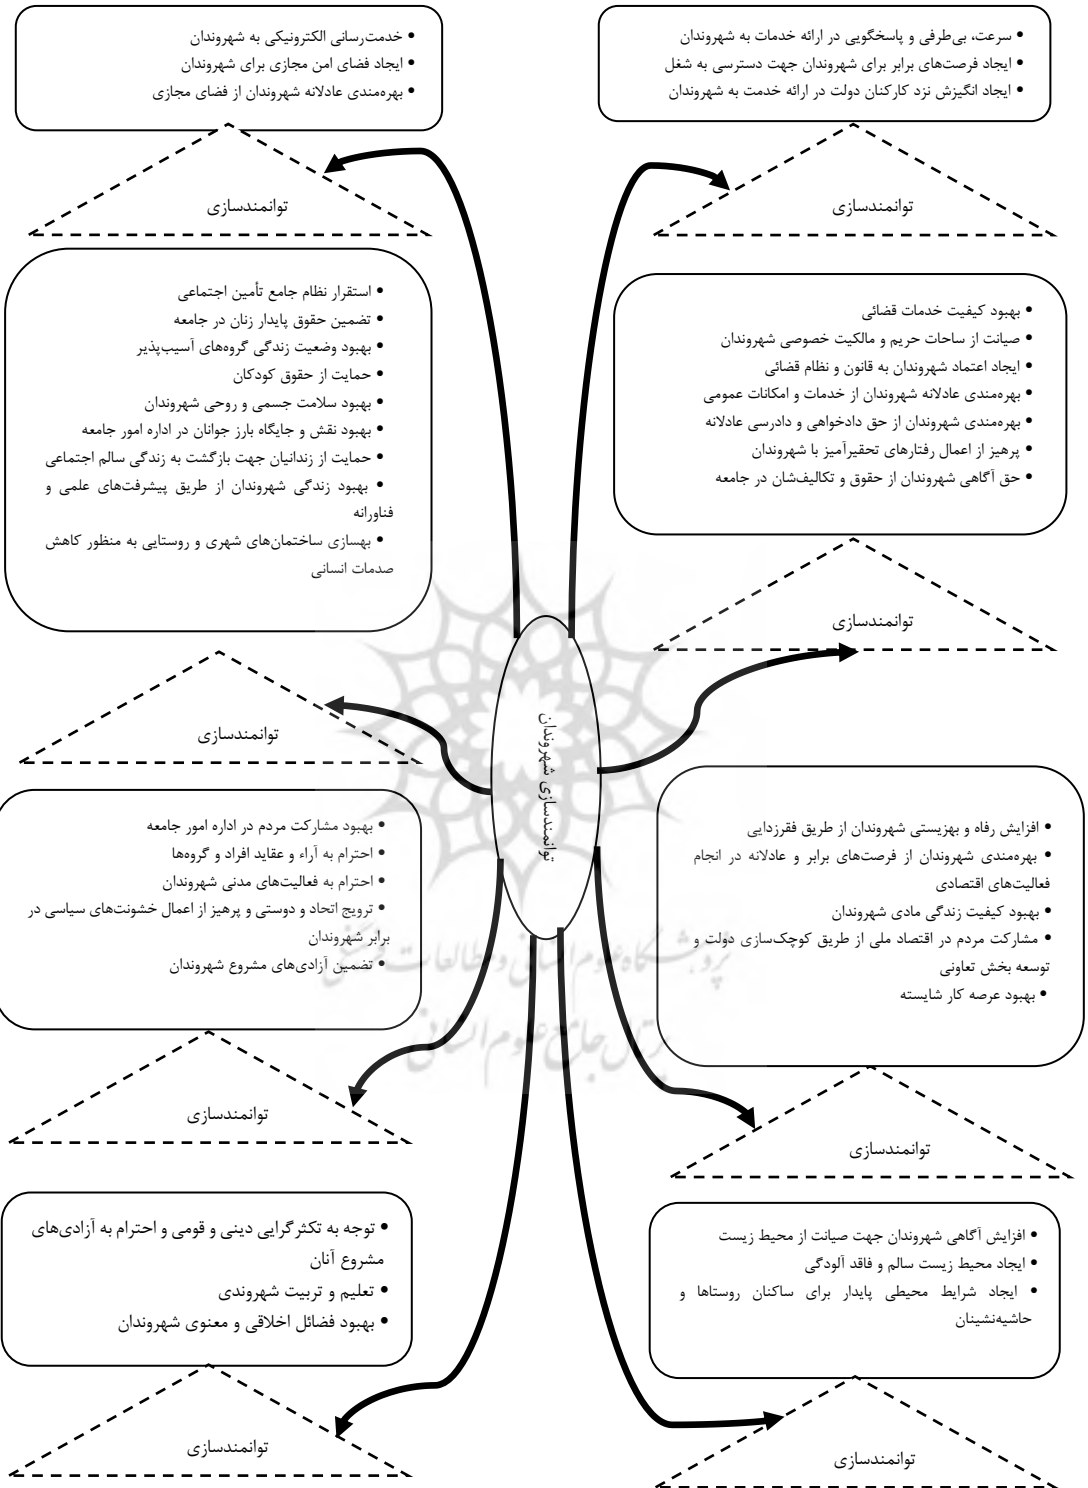 • سرعت، بی‌طرفی و پاسخگویی در ارائه خدمات به شهروندان
• ایجاد فرصت‌های برابر برای شهروندان جهت دسترسی به شغل
• ایجاد انگیزش نزد کارکنان دولت در ارائه خدمت به شهروندان
توانمندسازی
• خدمت‌رسانی الکترونیکی به شهروندان
• ایجاد فضای امن مجازی برای شهروندان
• بهره‌مندی عادلانه شهروندان از فضای مجازی
توانمندسازی
• بهبود کیفیت خدمات قضائی
• صیانت از ساحات حریم و مالکیت خصوصی شهروندان
• ایجاد اعتماد شهروندان به قانون و نظام قضائی
• بهره‌مندی عادلانه شهروندان از خدمات و امکانات عمومی
• بهره‌مندی شهروندان از حق دادخواهی و دادرسی عادلانه
• پرهیز از اعمال رفتارهای تحقیرآمیز با شهروندان
• حق آگاهی شهروندان از حقوق و تکالیف‌شان در جامعه
توانمندسازی
• استقرار نظام جامع تأمین اجتماعی
• تضمین حقوق پایدار زنان در جامعه
• بهبود وضعیت زندگی گروه‌های آسیب‌پذیر
• حمایت از حقوق کودکان
• بهبود سلامت جسمی و روحی شهروندان
• بهبود نقش و جایگاه بارز جوانان در اداره امور جامعه
• حمایت از زندانیان جهت بازگشت به زندگی سالم اجتماعی
• بهبود زندگی شهروندان از طریق پیشرفت‌های علمی و
فناورانه
• بهسازی ساختمان‌های شهری و روستایی به منظور کاهش
صدمات انسانی
توانمندسازی
توانمندسازی شهروندان
• افزایش رفاه و بهزیستی شهروندان از طریق فقرزدایی
• بهره‌مندی شهروندان از فرصت‌های برابر و عادلانه در انجام
فعالیت‌های اقتصادی
• بهبود کیفیت زندگی مادی شهروندان
• مشارکت مردم در اقتصاد ملی از طریق کوچک‌سازی دولت و
توسعه بخش تعاونی
• بهبود عرصه کار شایسته
توانمندسازی
• بهبود مشارکت مردم در اداره امور جامعه
• احترام به آراء و عقاید افراد و گروه‌ها
• احترام به فعالیت‌های مدنی شهروندان
• ترویج اتحاد و دوستی و پرهیز از اعمال خشونت‌های سیاسی در
برابر شهروندان
• تضمین آزادی‌های مشروع شهروندان
توانمندسازی
پژوهشگاه علوم انسانی و مطالعات فرهنگی
پرتال جامع علوم انسانی
• افزایش آگاهی شهروندان جهت صیانت از محیط زیست
• ایجاد محیط زیست سالم و فاقد آلودگی
• ایجاد شرایط محیطی پایدار برای ساکنان روستاها و
حاشیه‌نشینان
توانمندسازی
• توجه به تکثرگرایی دینی و قومی و احترام به آزادی‌های
مشروع آنان
• تعلیم و تربیت شهروندی
• بهبود فضائل اخلاقی و معنوی شهروندان
توانمندسازی